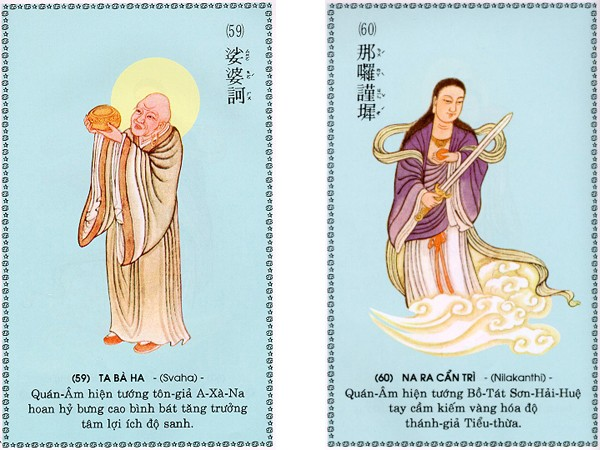 (59)
娑婆訶
(59) TA BÀ HA - (Svaha) -
Quán-Âm hiện tướng tôn-giả A-Xà-Na
hoan hỷ bưng cao bình bát tăng trưởng
tâm lợi ích độ sanh.
(60)
那囉謹墀
(60) NA RA CẨN TRÌ - (Nilakanthi) -
Quán-Âm hiện tướng Bồ-Tát Sơn-Hải-Huệ
tay cầm kiếm vàng hóa độ
thánh-giả Tiểu-thừa.